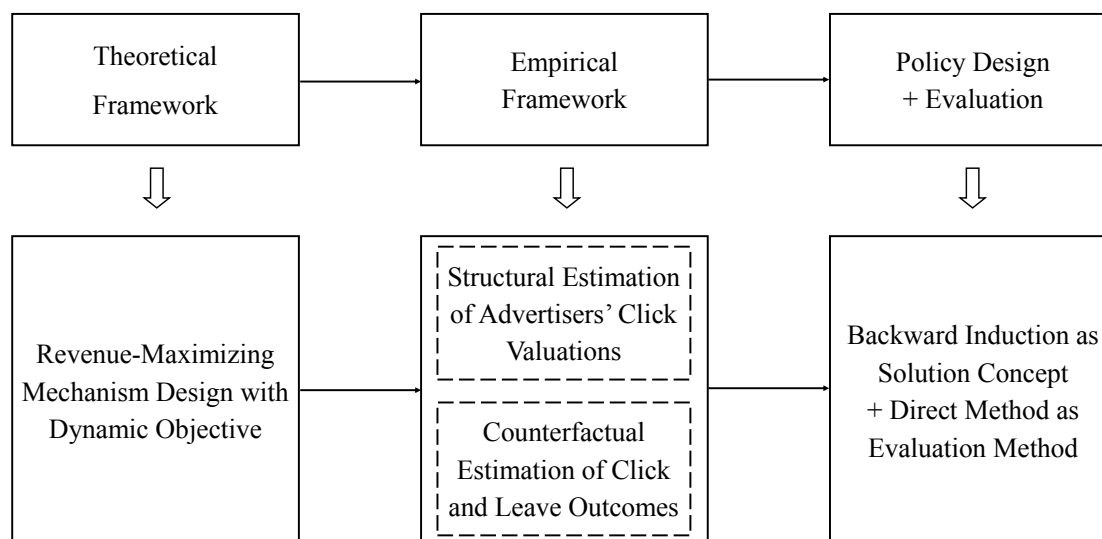 Theoretical
Framework
Empirical
Framework
Policy Design
+ Evaluation
Revenue-Maximizing
Mechanism Design with
Dynamic Objective
Structural Estimation
of Advertisers’ Click
Valuations
Counterfactual
Estimation of Click
and Leave Outcomes
Backward Induction as
Solution Concept
+ Direct Method as
Evaluation Method